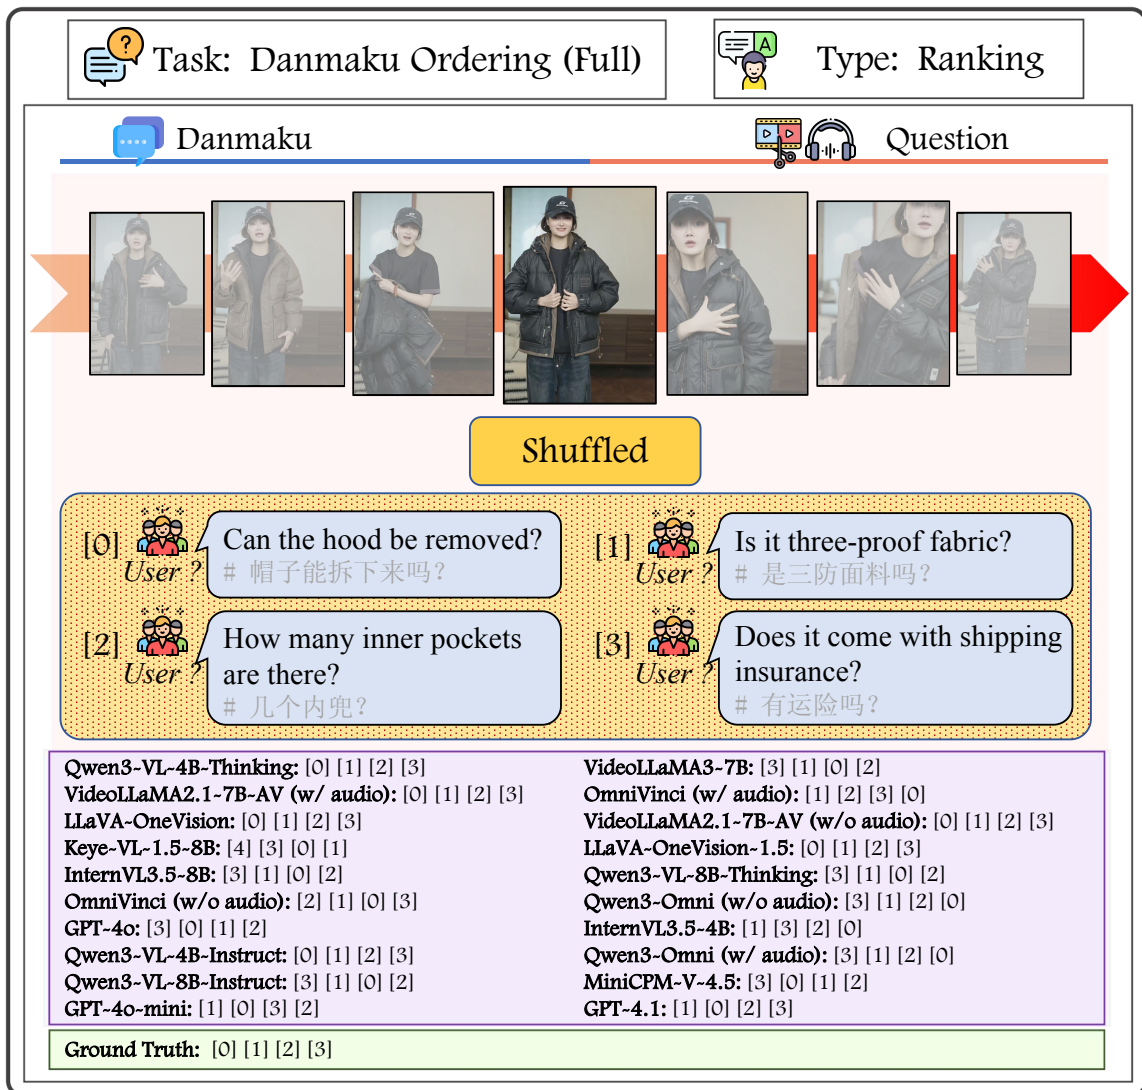 Task: Danmaku Ordering (Full)
Type: Ranking
Danmaku
Question
Shuffled
[0]
User ?
Can the hood be removed?
# 帽子能拆下来吗?
[1]
User ?
Is it three-proof fabric?
# 是三防面料吗?
[2]
User ?
How many inner pockets
are there?
# 几个内兜?
[3]
User ?
Does it come with shipping
insurance?
# 有运险吗?
Qwen3-VL-4B-Thinking: [0] [1] [2] [3]
VideoLLaMA2.1-7B-AV (w/ audio): [0] [1] [2] [3]
LLaVA-OneVision: [0] [1] [2] [3]
Keye-VL-1.5-8B: [4] [3] [0] [1]
InternVL3.5-8B: [3] [1] [0] [2]
OmniVinci (w/o audio): [2] [1] [0] [3]
GPT-4o: [3] [0] [1] [2]
Qwen3-VL-4B-Instruct: [0] [1] [2] [3]
Qwen3-VL-8B-Instruct: [3] [1] [0] [2]
GPT-4o-mini: [1] [0] [3] [2]
VideoLLaMA3-7B: [3] [1] [0] [2]
OmniVinci (w/ audio): [1] [2] [3] [0]
VideoLLaMA2.1-7B-AV (w/o audio): [0] [1] [2] [3]
LLaVA-OneVision-1.5: [0] [1] [2] [3]
Qwen3-VL-8B-Thinking: [3] [1] [0] [2]
Qwen3-Omni (w/o audio): [3] [1] [2] [0]
InternVL3.5-4B: [1] [3] [2] [0]
Qwen3-Omni (w/ audio): [3] [1] [2] [0]
MiniCPM-V-4.5: [3] [0] [1] [2]
GPT-4.1: [1] [0] [2] [3]
Ground Truth: [0] [1] [2] [3]